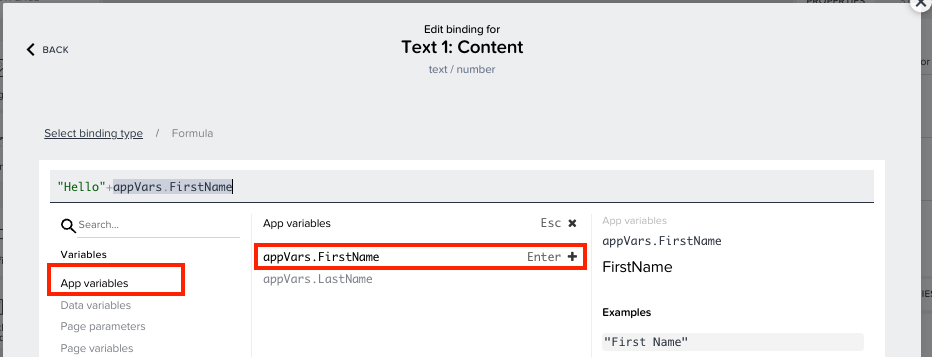 Edit binding for
BACK
Text 1: Content
text / number
Select binding type / Formula
"Hello"+appVars.FirstName
Search...
Variables
App variables
Data variables
Page parameters
Page variables
App variables Esc ✖
appVars.FirstName Enter +
appVars.LastName
App variables
appVars.FirstName
FirstName
Examples
"First Name"